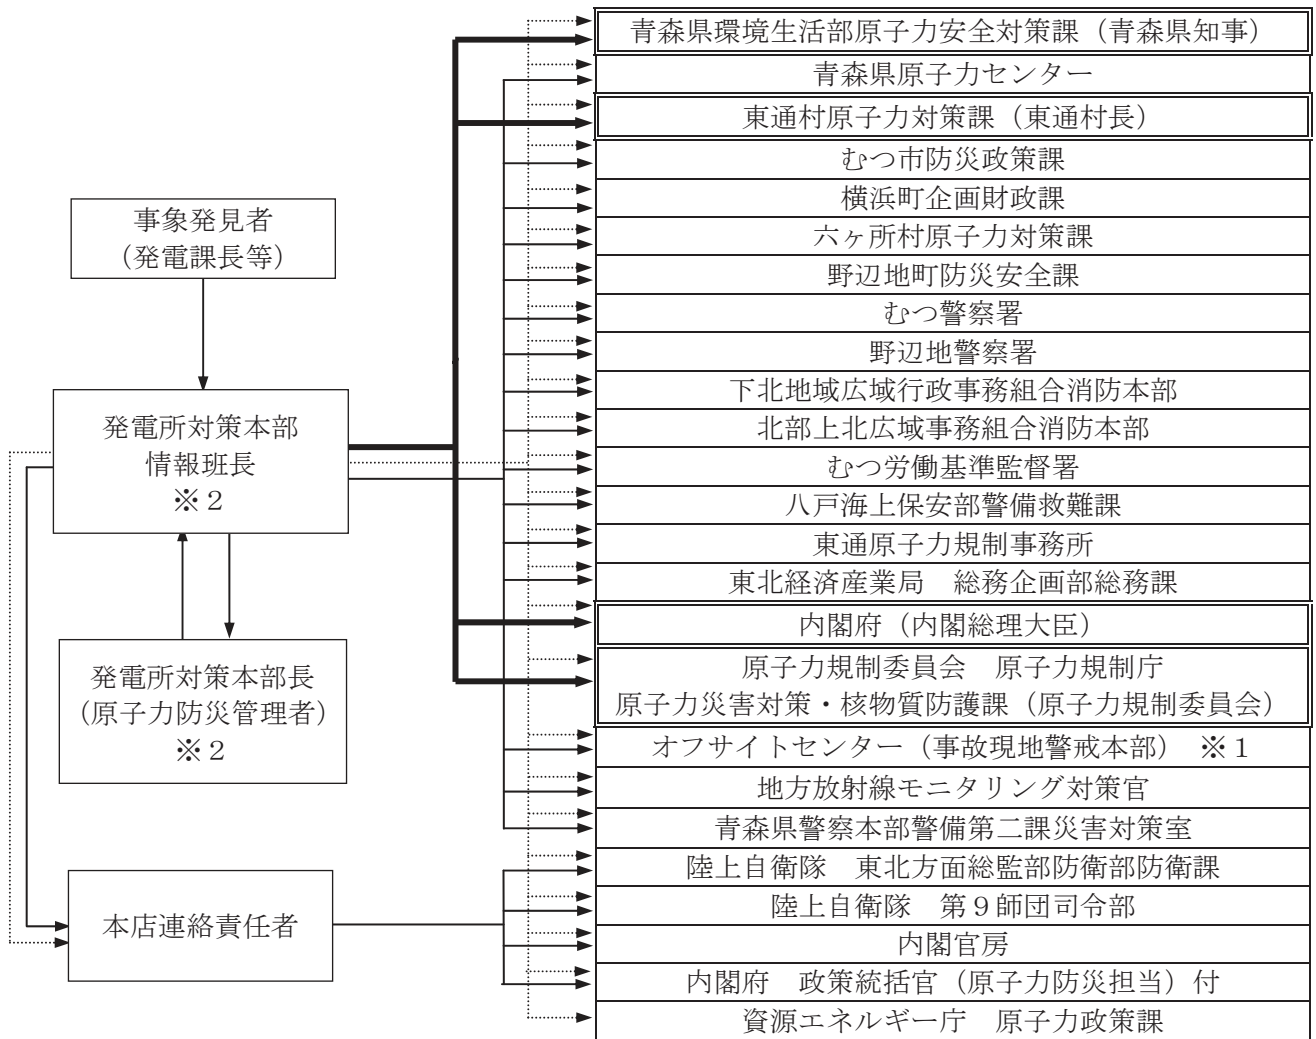 青森県環境生活部原子力安全対策課（青森県知事）
青森県原子力センター
東通村原子力対策課（東通村長）
むつ市防災政策課
横浜町企画財政課
六ヶ所村原子力対策課
野辺地町防災安全課
むつ警察署
野辺地警察署
下北地域広域行政事務組合消防本部
北部上北広域事務組合消防本部
むつ労働基準監督署
八戸海上保安部警備救難課
東通原子力規制事務所
東北経済産業局　総務企画部総務課
内閣府（内閣総理大臣）
原子力規制委員会　原子力規制庁
原子力災害対策・核物質防護課（原子力規制委員会）
オフサイトセンター（事故現地警戒本部）　※１
地方放射線モニタリング対策官
青森県警察本部警備第二課災害対策室
陸上自衛隊　東北方面総監部防衛部防衛課
陸上自衛隊　第９師団司令部
内閣官房
内閣府　政策統括官（原子力防災担当）付
資源エネルギー庁　原子力政策課
事象発見者
（発電課長等）
発電所対策本部
情報班長
※２
発電所対策本部長
（原子力防災管理者）
※２
本店連絡責任者